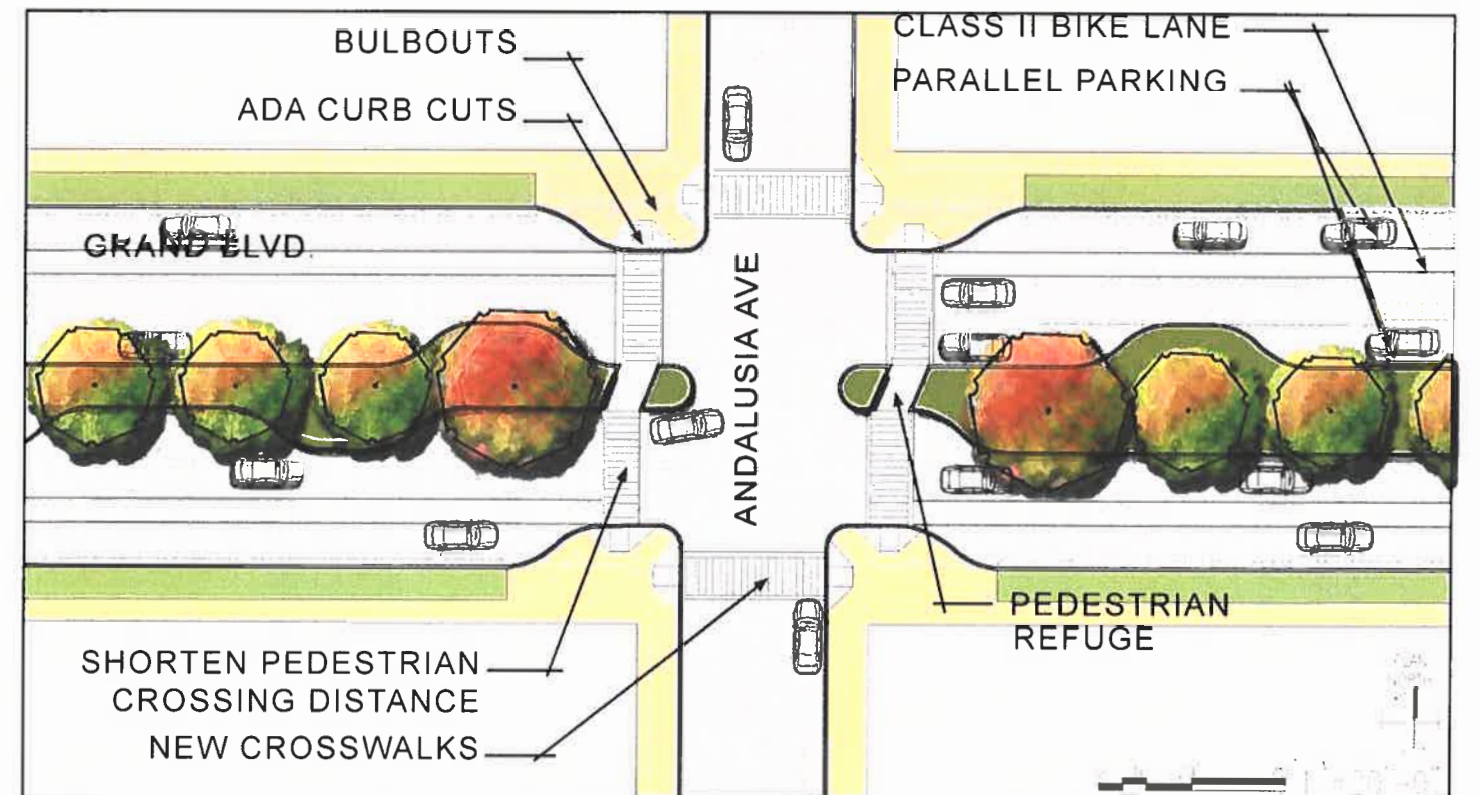 BULBOUTS
ADA CURB CUTS
CLASS II BIKE LANE
PARALLEL PARKING
GRAND BLVD.
ANDALUSIA AVE
PEDESTRIAN
REFUGE
SHORTEN PEDESTRIAN
CROSSING DISTANCE
NEW CROSSWALKS